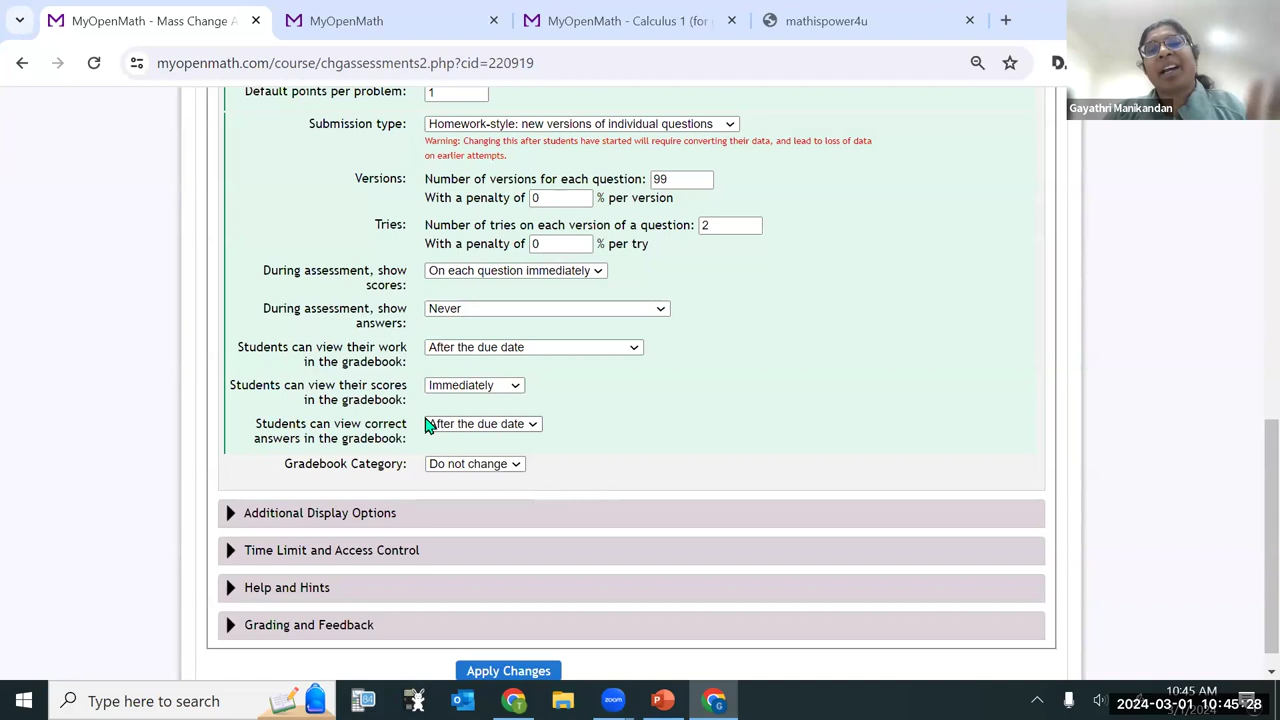 MyOpenMath - Mass Change A
MyOpenMath
MyOpenMath - Calculus 1 (for
mathispower4u
myopenmath.com/course/chgassessments2.php?cid=220919
Gayathri Manikandan
Default points per problem: 1
Submission type: Homework-style: new versions of individual questions
Warning: Changing this after students have started will require converting their data, and lead to loss of data
on earlier attempts.
Versions: Number of versions for each question: 99
With a penalty of 0 % per version
Tries: Number of tries on each version of a question: 2
With a penalty of 0 % per try
During assessment, show scores: On each question immediately
During assessment, show answers: Never
Students can view their work in the gradebook: After the due date
Students can view their scores in the gradebook: Immediately
Students can view correct answers in the gradebook: After the due date
Gradebook Category: Do not change
Additional Display Options
Time Limit and Access Control
Help and Hints
Grading and Feedback
Apply Changes
Type here to search
zoom
10:45 AM
2024-03-01 10:45:28